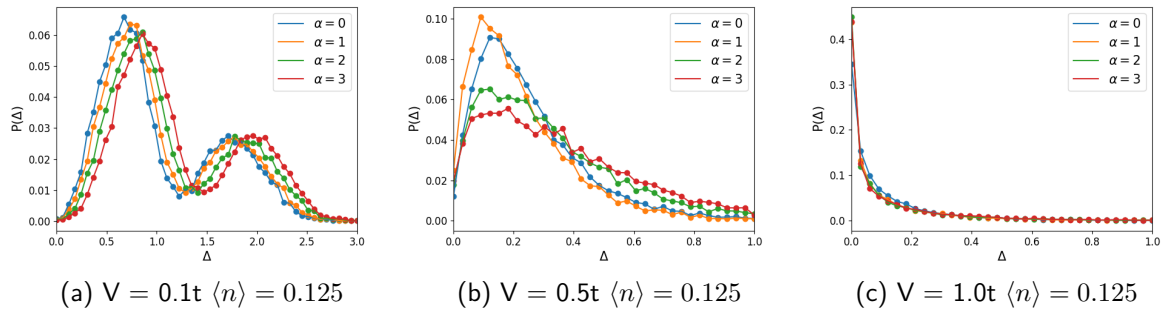 0.06
0.05
0.04
0.03
0.02
0.01
0.00
P(Δ)
0.0 0.5 1.0 1.5 2.0 2.5 3.0
Δ
α = 0
α = 1
α = 2
α = 3
(a) V = 0.1t ⟨n⟩ = 0.125
0.10
0.08
0.06
0.04
0.02
0.00
P(Δ)
0.0 0.2 0.4 0.6 0.8 1.0
Δ
α = 0
α = 1
α = 2
α = 3
(b) V = 0.5t ⟨n⟩ = 0.125
0.4
0.3
0.2
0.1
0.0
P(Δ)
0.0 0.2 0.4 0.6 0.8 1.0
Δ
α = 0
α = 1
α = 2
α = 3
(c) V = 1.0t ⟨n⟩ = 0.125